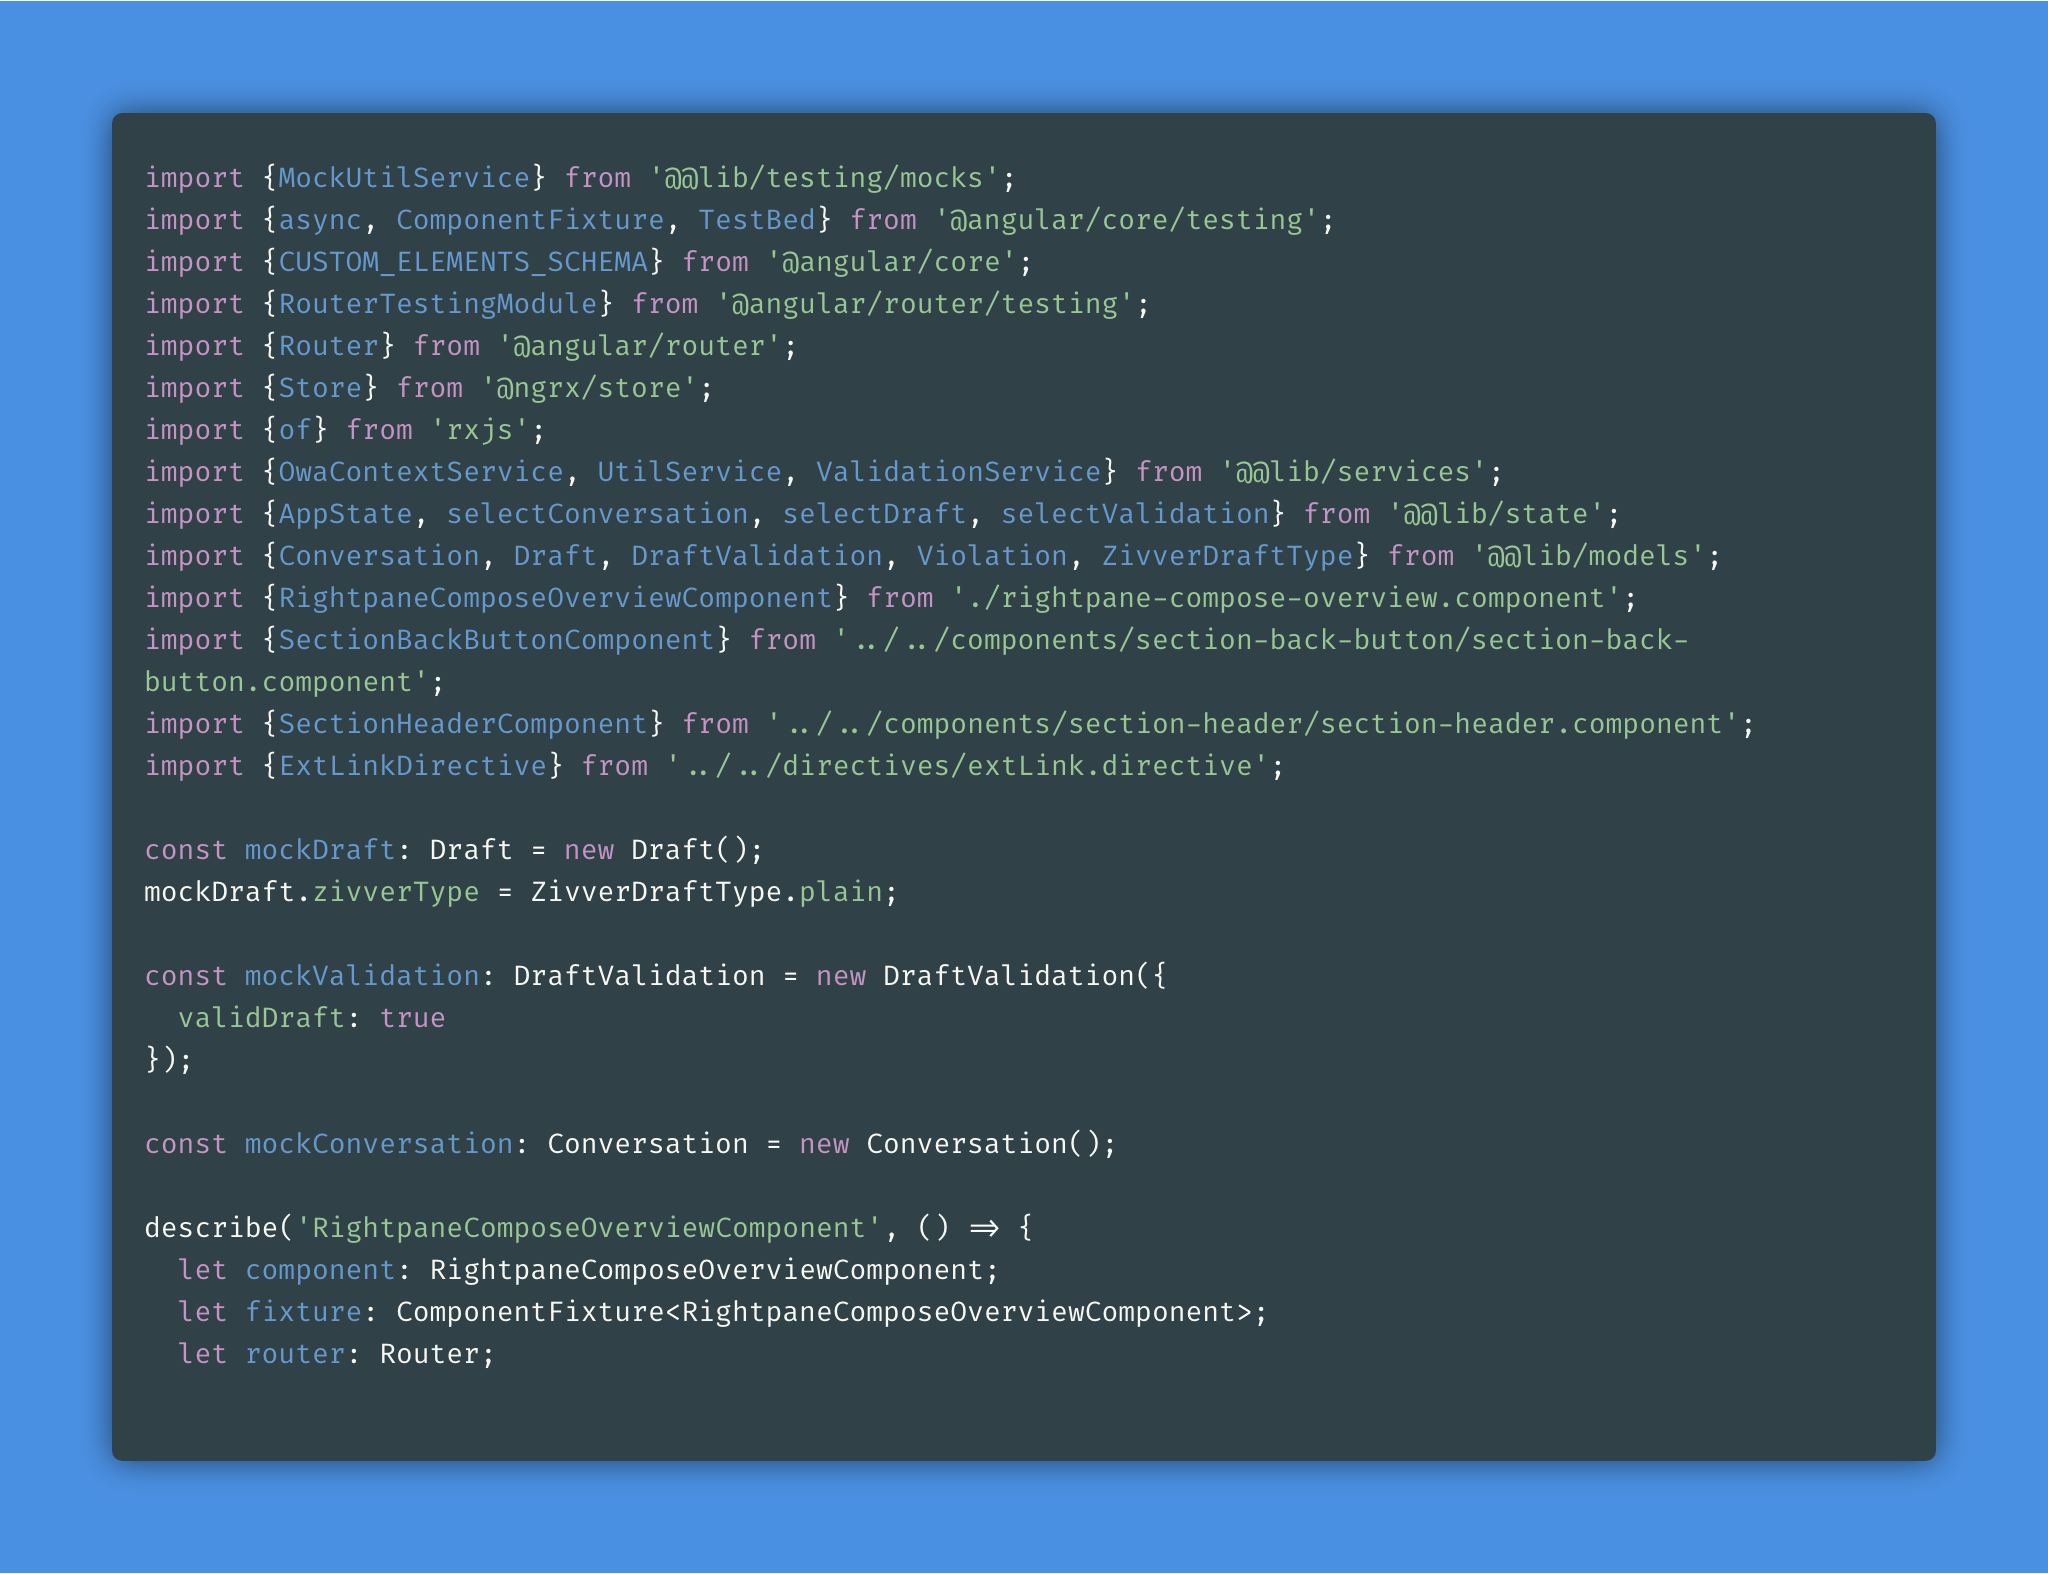 import {MockUtilService} from '@@lib/testing/mocks';
import {async, ComponentFixture, TestBed} from '@angular/core/testing';
import {CUSTOM_ELEMENTS_SCHEMA} from '@angular/core';
import {RouterTestingModule} from '@angular/router/testing';
import {Router} from '@angular/router';
import {Store} from '@ngrx/store';
import {of} from 'rxjs';
import {OwaContextService, UtilService, ValidationService} from '@@lib/services';
import {AppState, selectConversation, selectDraft, selectValidation} from '@@lib/state';
import {Conversation, Draft, DraftValidation, Violation, ZivverDraftType} from '@@lib/models';
import {RightpaneComposeOverviewComponent} from './rightpane-compose-overview.component';
import {SectionBackButtonComponent} from '../../components/section-back-button/section-back-
button.component';
import {SectionHeaderComponent} from '../../components/section-header/section-header.component';
import {ExtLinkDirective} from '../../directives/extLink.directive';

const mockDraft: Draft = new Draft();
mockDraft.zivverType = ZivverDraftType.plain;

const mockValidation: DraftValidation = new DraftValidation({
  validDraft: true
});

const mockConversation: Conversation = new Conversation();

describe('RightpaneComposeOverviewComponent', () => {
  let component: RightpaneComposeOverviewComponent;
  let fixture: ComponentFixture<RightpaneComposeOverviewComponent>;
  let router: Router;